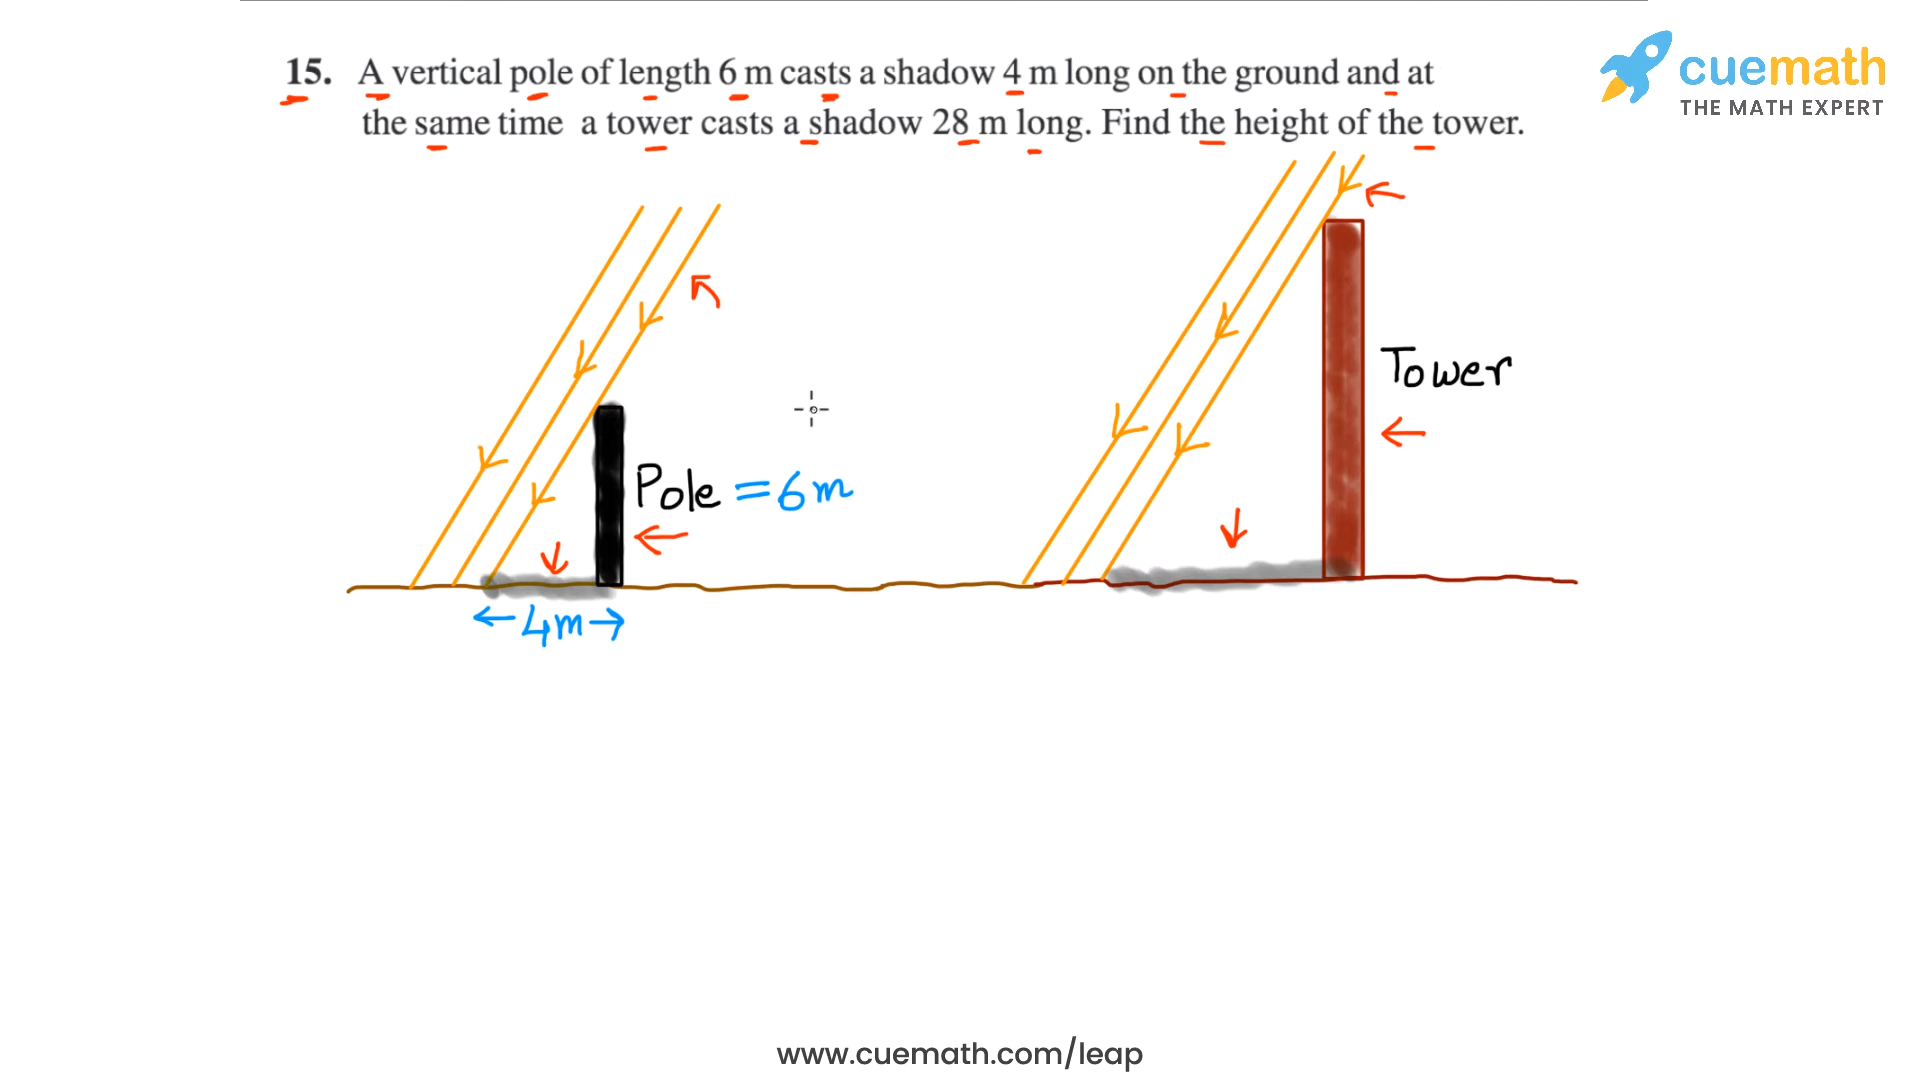 15. A vertical pole of length 6 m casts a shadow 4 m long on the ground and at
the same time a tower casts a shadow 28 m long. Find the height of the tower.
cuemath
THE MATH EXPERT
Tower
Pole = 6m
4m
www.cuemath.com/leap